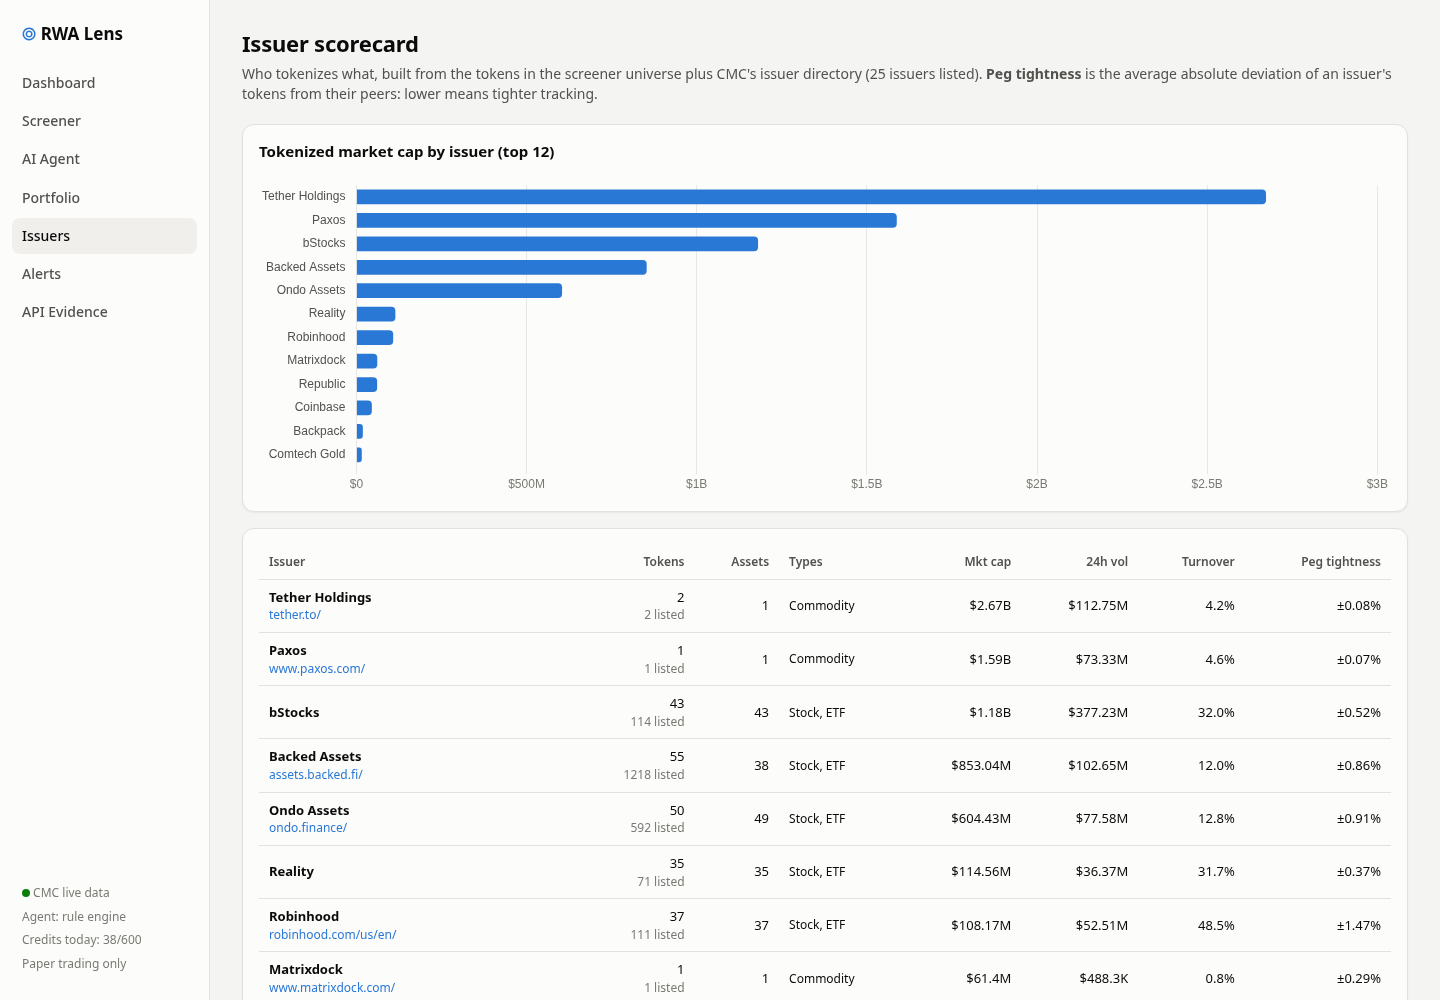 RWA Lens
Dashboard
Screener
AI Agent
Portfolio
Issuers
Alerts
API Evidence
CMC live data
Agent: rule engine
Credits today: 38/600
Paper trading only
Issuer scorecard
Who tokenizes what, built from the tokens in the screener universe plus CMC's issuer directory (25 issuers listed). Peg tightness is the average absolute deviation of an issuer's
tokens from their peers: lower means tighter tracking.
Tokenized market cap by issuer (top 12)
Tether Holdings
Paxos
bStocks
Backed Assets
Ondo Assets
Reality
Robinhood
Matrixdock
Republic
Coinbase
Backpack
Comtech Gold
$0 $500M $1B $1.5B $2B $2.5B $3B
Issuer Tokens Assets Types Mkt cap 24h vol Turnover Peg tightness
Tether Holdings 2 1 Commodity $2.67B $112.75M 4.2% ±0.08%
tether.to/ 2 listed
Paxos 1 1 Commodity $1.59B $73.33M 4.6% ±0.07%
www.paxos.com/ 1 listed
bStocks 43 43 Stock, ETF $1.18B $377.23M 32.0% ±0.52%
114 listed
Backed Assets 55 38 Stock, ETF $853.04M $102.65M 12.0% ±0.86%
assets.backed.fi/ 1218 listed
Ondo Assets 50 49 Stock, ETF $604.43M $77.58M 12.8% ±0.91%
ondo.finance/ 592 listed
Reality 35 35 Stock, ETF $114.56M $36.37M 31.7% ±0.37%
71 listed
Robinhood 37 37 Stock, ETF $108.17M $52.51M 48.5% ±1.47%
robinhood.com/us/en/ 111 listed
Matrixdock 1 1 Commodity $61.4M $488.3K 0.8% ±0.29%
www.matrixdock.com/ 1 listed